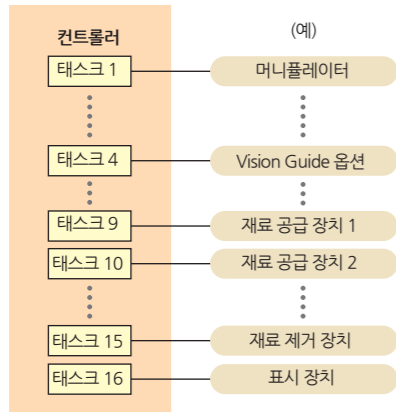 컨트롤러
(예)
태스크 1
머니퓰레이터
태스크 4
Vision Guide 옵션
태스크 9
재료 공급 장치 1
태스크 10
재료 공급 장치 2
태스크 15
재료 제거 장치
태스크 16
표시 장치